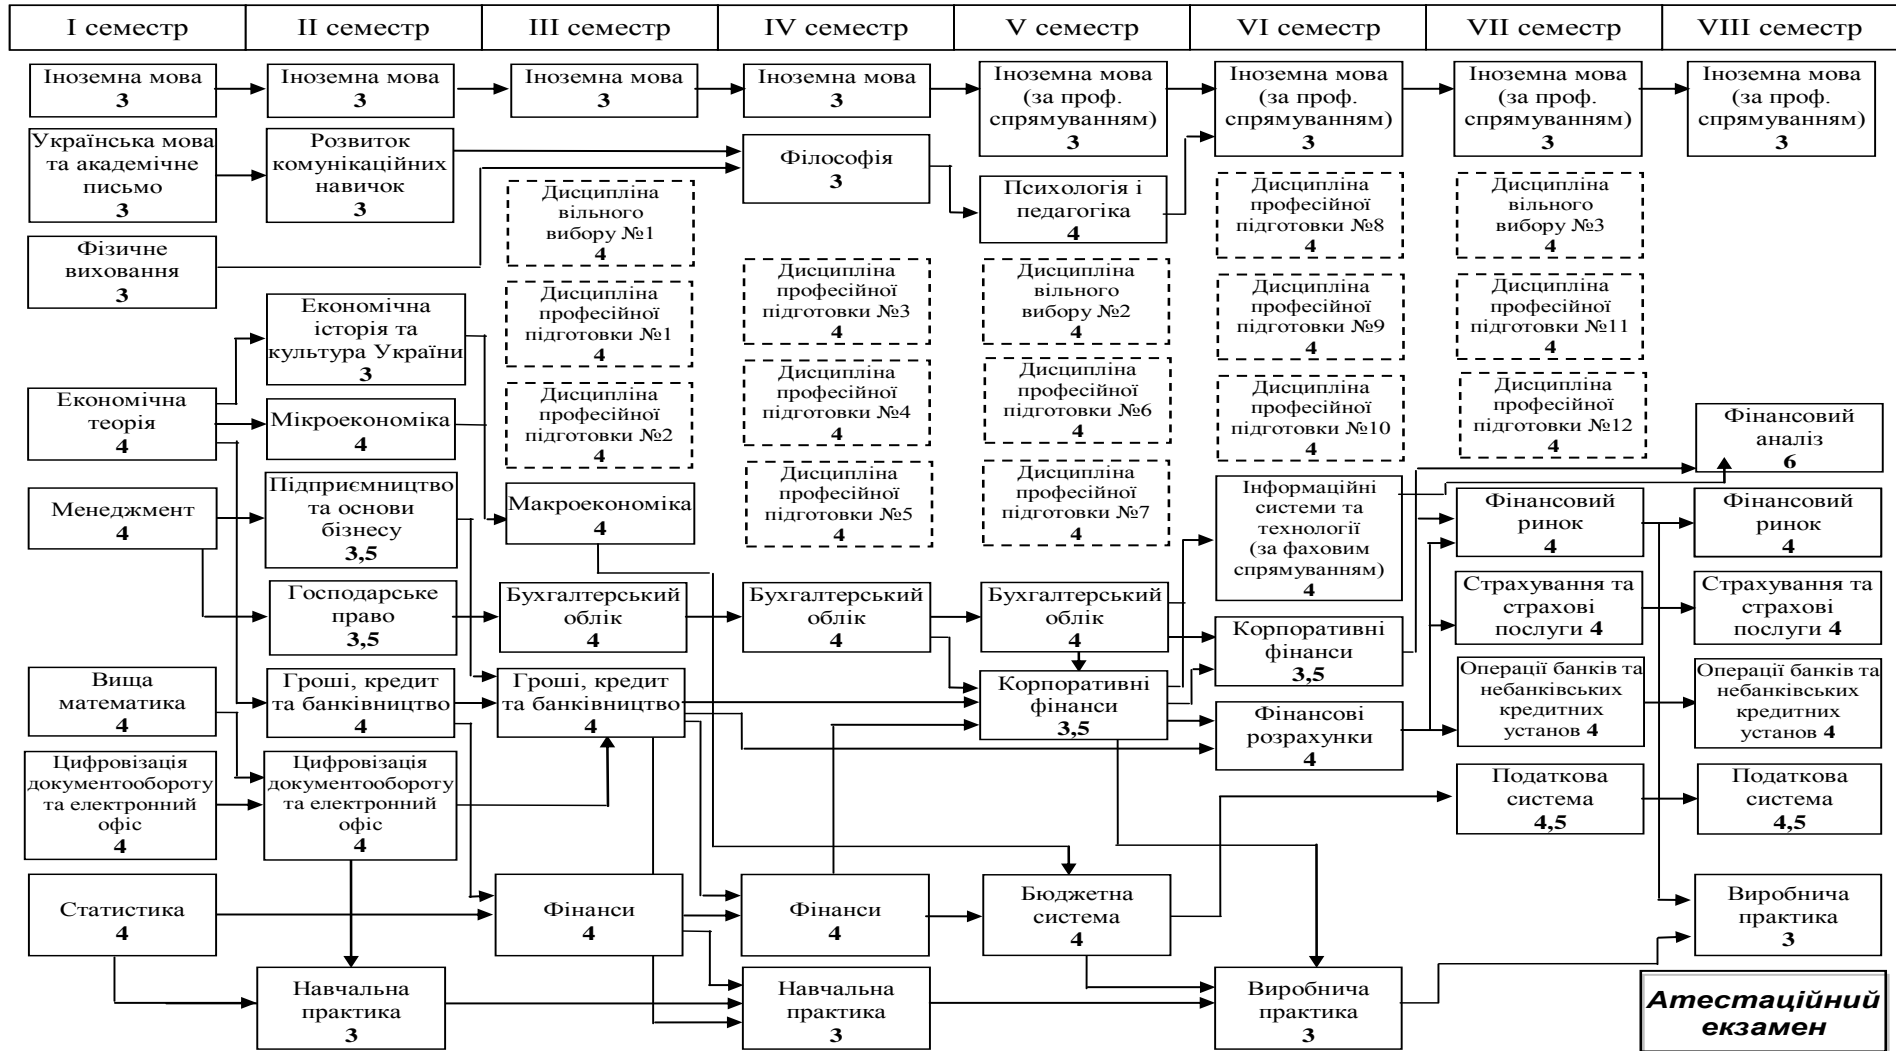 I семестр
II семестр
III семестр
IV семестр
V семестр
VI семестр
VII семестр
VIII семестр
Іноземна мова
3
Українська мова
та академічне
письмо
3
Фізичне
виховання
3
Економічна
теорія
4
Менеджмент
4
Вища
математика
4
Цифровізація
документообороту
та електронний
офіс
4
Статистика
4
Іноземна мова
3
Розвиток
комунікаційних
навичок
3
Економічна
історія та
культура України
3
Мікроекономіка
4
Підприємництво
та основи
бізнесу
3,5
Господарське
право
3,5
Гроші, кредит
та банківництво
4
Цифровізація
документообороту
та електронний
офіс
4
Навчальна
практика
3
Іноземна мова
3
Дисципліна
вільного
вибору №1
4
Дисципліна
професійної
підготовки №1
4
Дисципліна
професійної
підготовки №2
4
Макроекономіка
4
Бухгалтерський
облік
4
Гроші, кредит
та банківництво
4
Фінанси
4
Іноземна мова
3
Філософія
3
Дисципліна
професійної
підготовки №3
4
Дисципліна
професійної
підготовки №4
4
Дисципліна
професійної
підготовки №5
4
Бухгалтерський
облік
4
Фінанси
4
Навчальна
практика
3
Іноземна мова
(за проф.
спрямуванням)
3
Психологія і
педагогіка
4
Дисципліна
вільного
вибору №2
4
Дисципліна
професійної
підготовки №6
4
Дисципліна
професійної
підготовки №7
4
Бухгалтерський
облік
4
Корпоративні
фінанси
3,5
Бюджетна
система
4
Іноземна мова
(за проф.
спрямуванням)
3
Дисципліна
професійної
підготовки №8
4
Дисципліна
професійної
підготовки №9
4
Дисципліна
професійної
підготовки №10
4
Інформаційні
системи та
технології
(за фаховим
спрямуванням)
4
Корпоративні
фінанси
3,5
Фінансові
розрахунки
4
Виробнича
практика
3
Іноземна мова
(за проф.
спрямуванням)
3
Дисципліна
вільного
вибору №3
4
Дисципліна
професійної
підготовки №11
4
Дисципліна
професійної
підготовки №12
4
Фінансовий
ринок
4
Страхування та
страхові
послуги 4
Операції банків та
небанківських
кредитних
установ 4
Податкова
система
4,5
Іноземна мова
(за проф.
спрямуванням)
3
Фінансовий
аналіз
6
Фінансовий
ринок
4
Страхування та
страхові
послуги 4
Операції банків та
небанківських
кредитних
установ 4
Податкова
система
4,5
Виробнича
практика
3
Атестаційний
екзамен